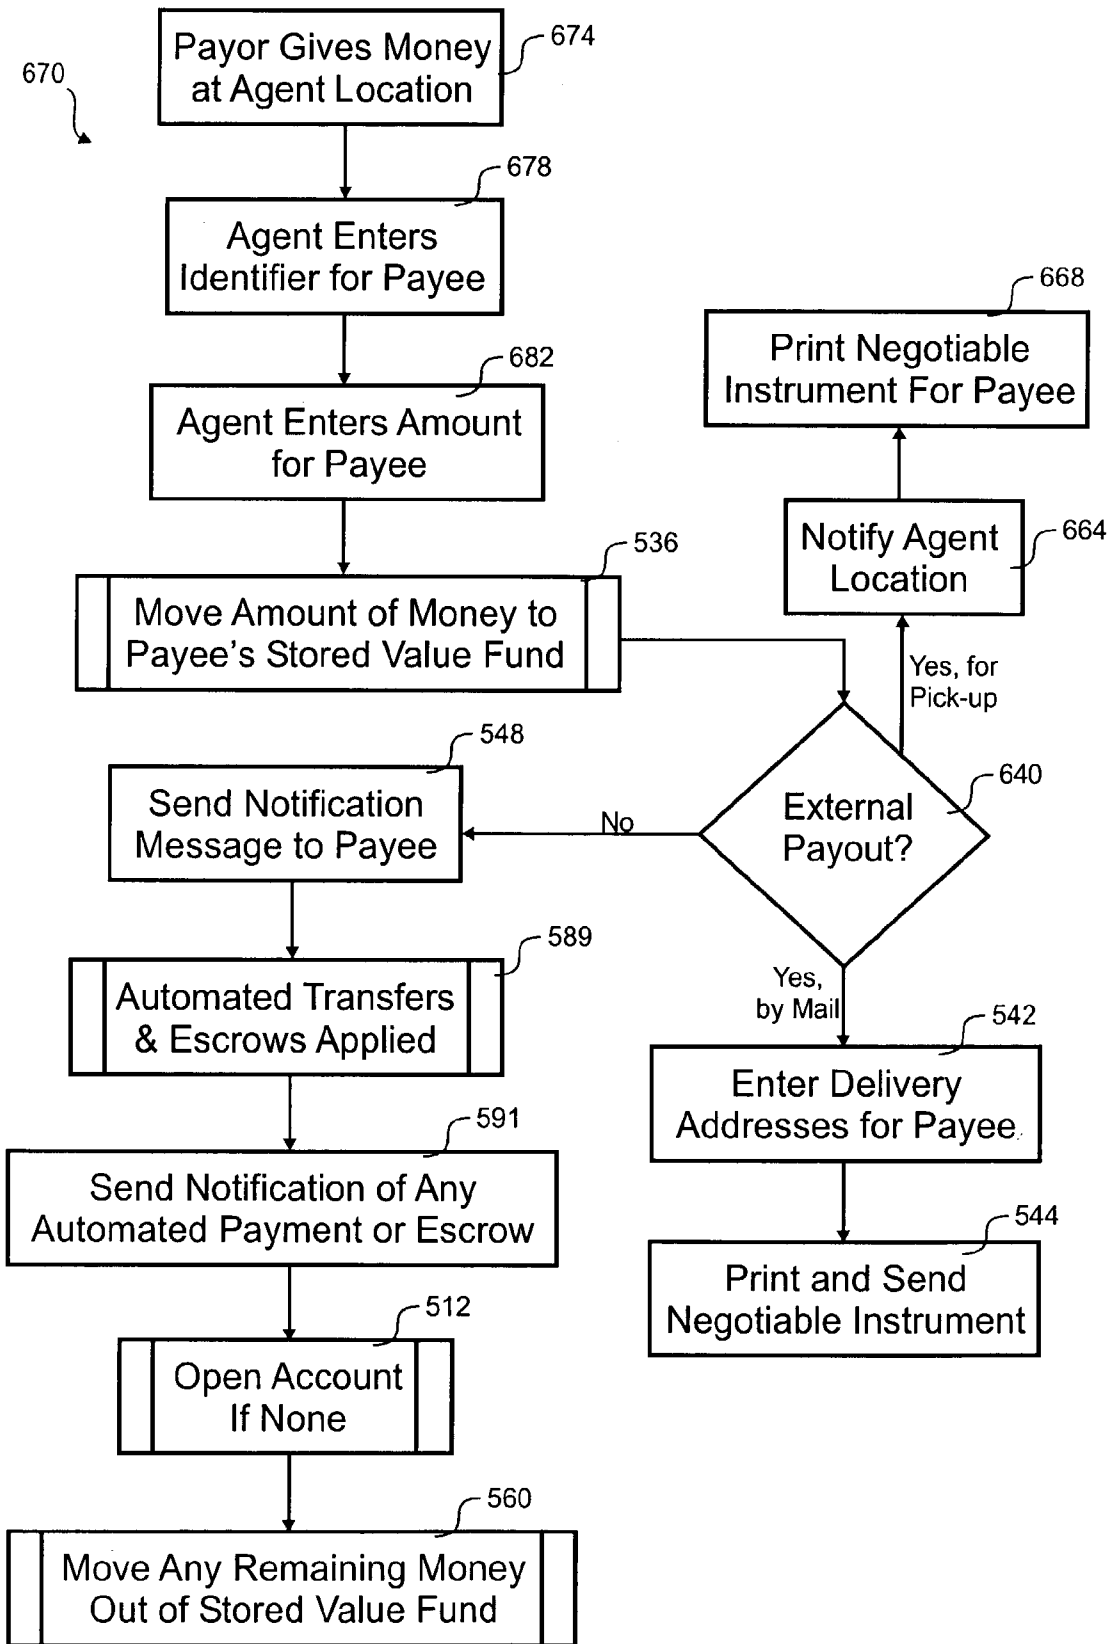 670
Payor Gives Money
at Agent Location
674
Agent Enters
Identifier for Payee
678
Agent Enters Amount
for Payee
682
Move Amount of Money to
Payee's Stored Value Fund
536
External
Payout?
640
Yes, for
Pick-up
Notify Agent
Location
664
Print Negotiable
Instrument For Payee
668
No
Send Notification
Message to Payee
548
Automated Transfers
& Escrows Applied
589
Send Notification of Any
Automated Payment or Escrow
591
Open Account
If None
512
Move Any Remaining Money
Out of Stored Value Fund
560
Yes,
by Mail
Enter Delivery
Addresses for Payee
542
Print and Send
Negotiable Instrument
544